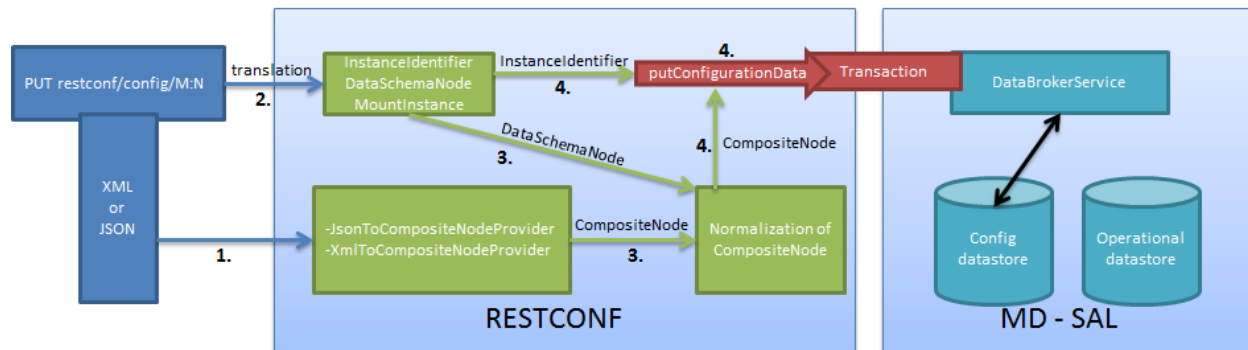 PUT restconf/config/M:N
XML
or
JSON
translation
2.
1.
InstanceIdentifier
DataSchemaNode
MountInstance
InstanceIdentifier
4.
4.
putConfigurationData
Transaction
DataSchemaNode
3.
4.
CompositeNode
-JsonToCompositeNodeProvider
-XmlToCompositeNodeProvider
CompositeNode
3.
Normalization of
CompositeNode
RESTCONF
DataBrokerService
Config
datastore
Operational
datastore
MD - SAL